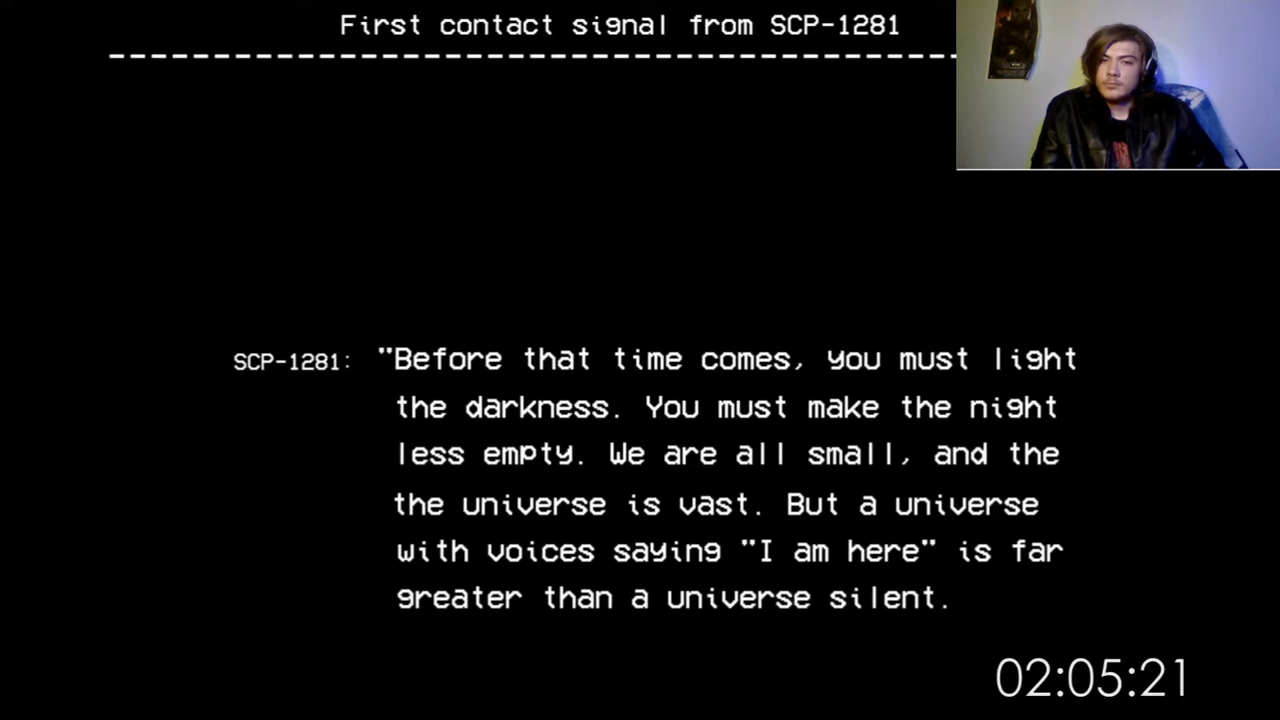 First contact signal from SCP-1281
SCP-1281: "Before that time comes, you must light
the darkness. You must make the night
less empty. We are all small, and the
the universe is vast. But a universe
with voices saying "I am here" is far
greater than a universe silent.
02:05:21